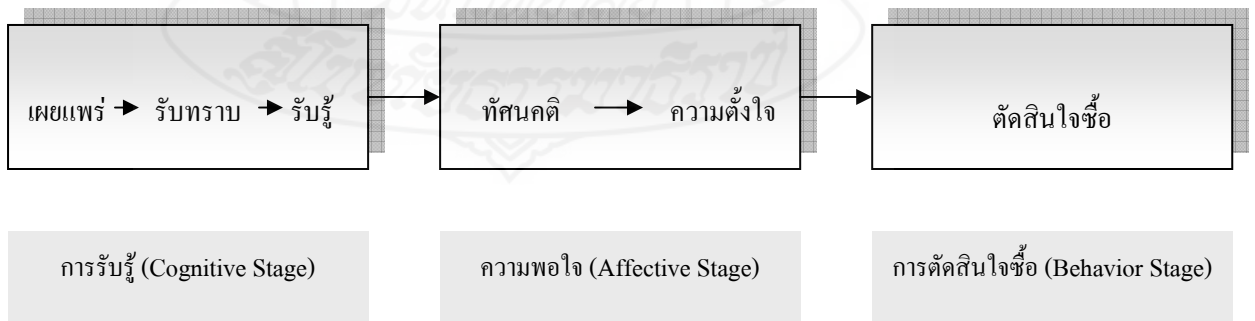 เผยแพร่ รับทราบ รับรู้ ทัศนคติ ความตั้งใจ ตัดสินใจซื้อ
การรับรู้ (Cognitive Stage) ความพอใจ (Affective Stage) การตัดสินใจซื้อ (Behavior Stage)